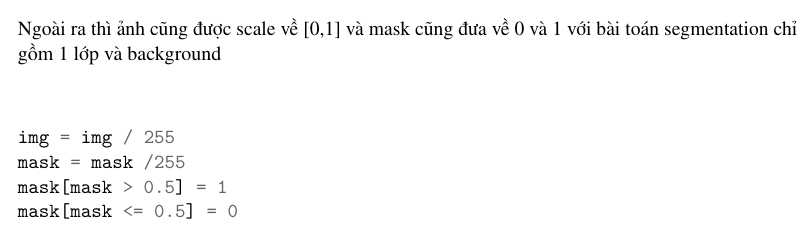 Ngoài ra thì ảnh cũng được scale về [0,1] và mask cũng đưa về 0 và 1 với bài toán segmentation chỉ
gồm 1 lớp và background
img = img / 255
mask = mask /255
mask[mask > 0.5] = 1
mask[mask <= 0.5] = 0